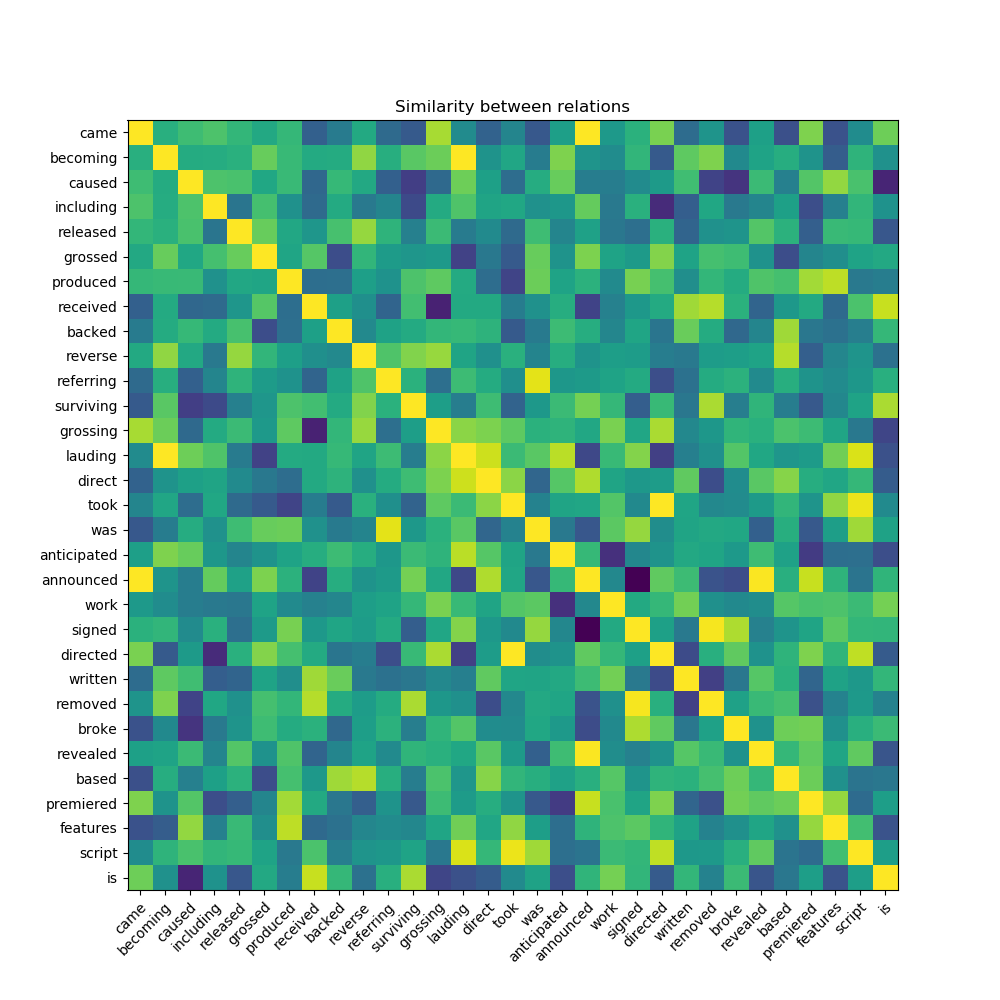 Similarity between relations
came
becoming
caused
including
released
grossed
produced
received
backed
reverse
referring
surviving
grossing
lauding
direct
took
was
anticipated
announced
work
signed
directed
written
removed
broke
revealed
based
premiered
features
script
is
came
becoming
caused
including
released
grossed
produced
received
backed
reverse
referring
surviving
grossing
lauding
direct
took
was
anticipated
announced
work
signed
directed
written
removed
broke
revealed
based
premiered
features
script
is